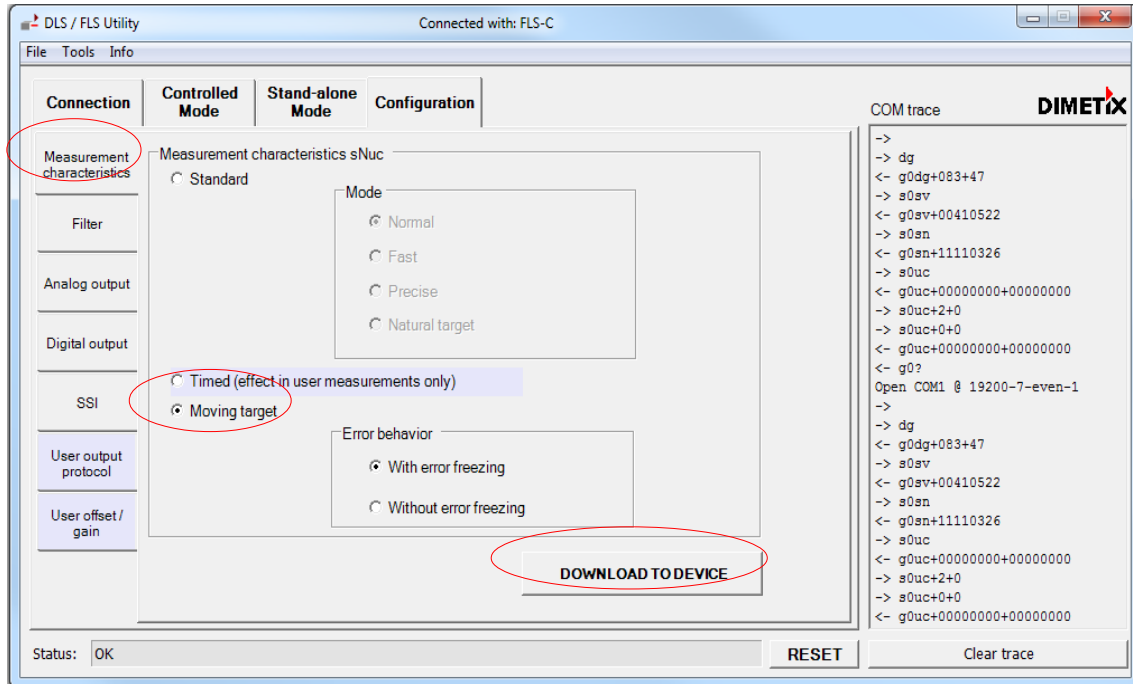 DLS / FLS Utility
Connected with: FLS-C
File Tools Info
Connection
Controlled
Mode
Stand-alone
Mode
Configuration
Measurement
characteristics
Filter
Analog output
Digital output
SSI
User output
protocol
User offset /
gain
Measurement characteristics sNuc
Standard
Mode
Normal
Fast
Precise
Natural target
Timed (effect in user measurements only)
Moving target
Error behavior
With error freezing
Without error freezing
DOWNLOAD TO DEVICE
COM trace
DIMETIX
->
-> dg
<- g0dg+083+47
-> s0sv
<- g0sv+00410522
-> s0sn
<- g0sn+11110326
-> s0uc
<- g0uc+00000000+00000000
-> s0uc+2+0
-> s0uc+0+0
<- g0uc+00000000+00000000
<- g0?
Open COM1 @ 19200-7-even-1
->
-> dg
<- g0dg+083+47
-> s0sv
<- g0sv+00410522
-> s0sn
<- g0sn+11110326
-> s0uc
<- g0uc+00000000+00000000
-> s0uc+2+0
-> s0uc+0+0
<- g0uc+00000000+00000000
Status: OK
RESET
Clear trace